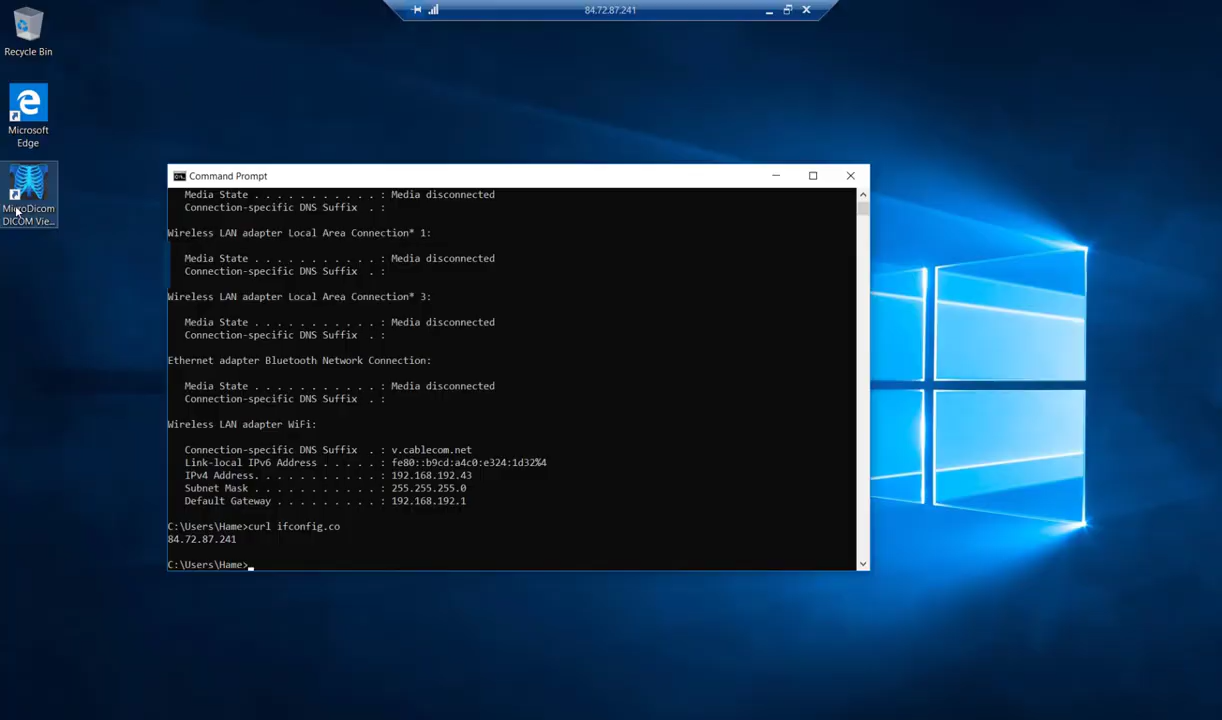 84.72.87.241
Recycle Bin
Microsoft
Edge
MicroDicom
DICOM Vie...
Command Prompt
Media State . . . . . . . . . . . : Media disconnected
Connection-specific DNS Suffix  . :
Wireless LAN adapter Local Area Connection* 1:
Media State . . . . . . . . . . . : Media disconnected
Connection-specific DNS Suffix  . :
Wireless LAN adapter Local Area Connection* 3:
Media State . . . . . . . . . . . : Media disconnected
Connection-specific DNS Suffix  . :
Ethernet adapter Bluetooth Network Connection:
Media State . . . . . . . . . . . : Media disconnected
Connection-specific DNS Suffix  . :
Wireless LAN adapter WiFi:
Connection-specific DNS Suffix  . : v.cablecom.net
Link-local IPv6 Address . . . . . : fe80::b9cd:a4c0:e324:1d32%4
IPv4 Address. . . . . . . . . . . : 192.168.192.43
Subnet Mask . . . . . . . . . . . : 255.255.255.0
Default Gateway . . . . . . . . . : 192.168.192.1
C:\Users\Hame>curl ifconfig.co
84.72.87.241
C:\Users\Hame>